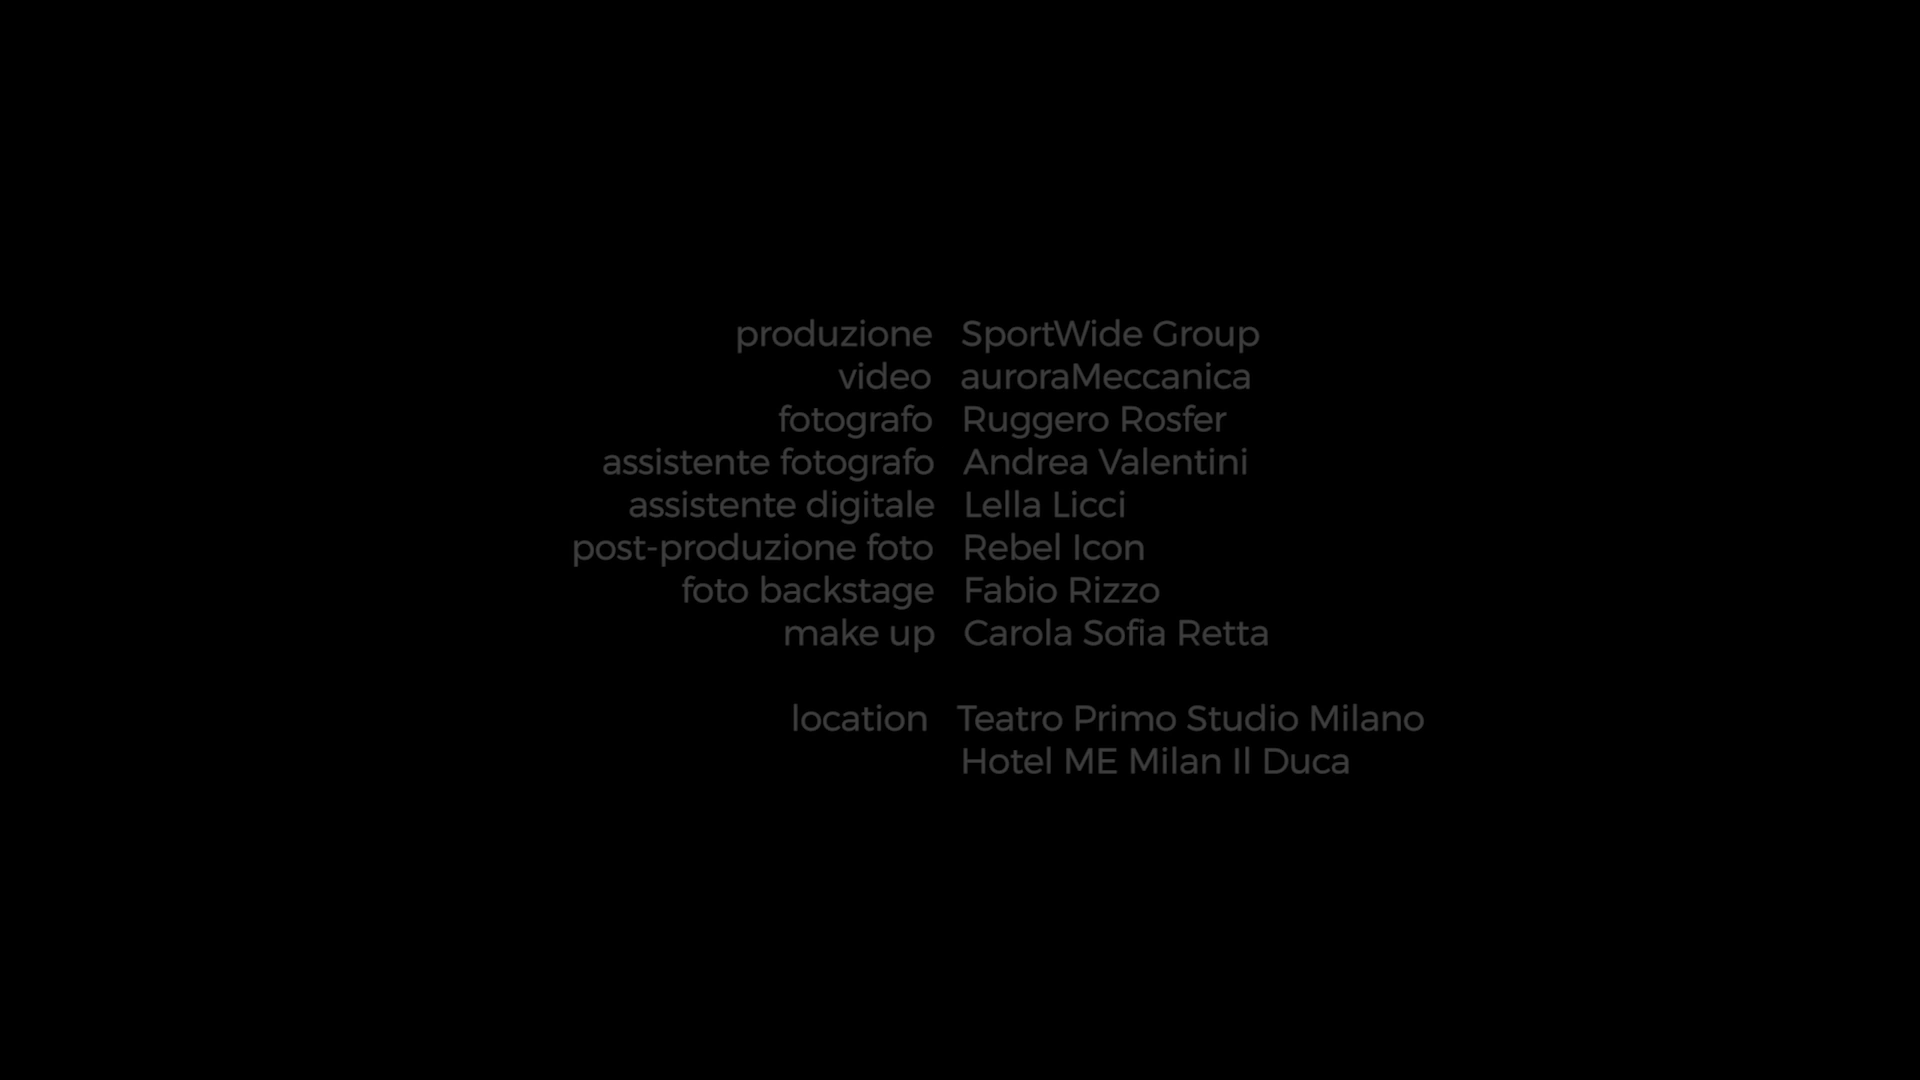 produzione SportWide Group
video auroraMeccanica
fotografo Ruggero Rosfer
assistente fotografo Andrea Valentini
assistente digitale Lella Licci
post-produzione foto Rebel Icon
foto backstage Fabio Rizzo
make up Carola Sofia Retta
location Teatro Primo Studio Milano
Hotel ME Milan Il Duca